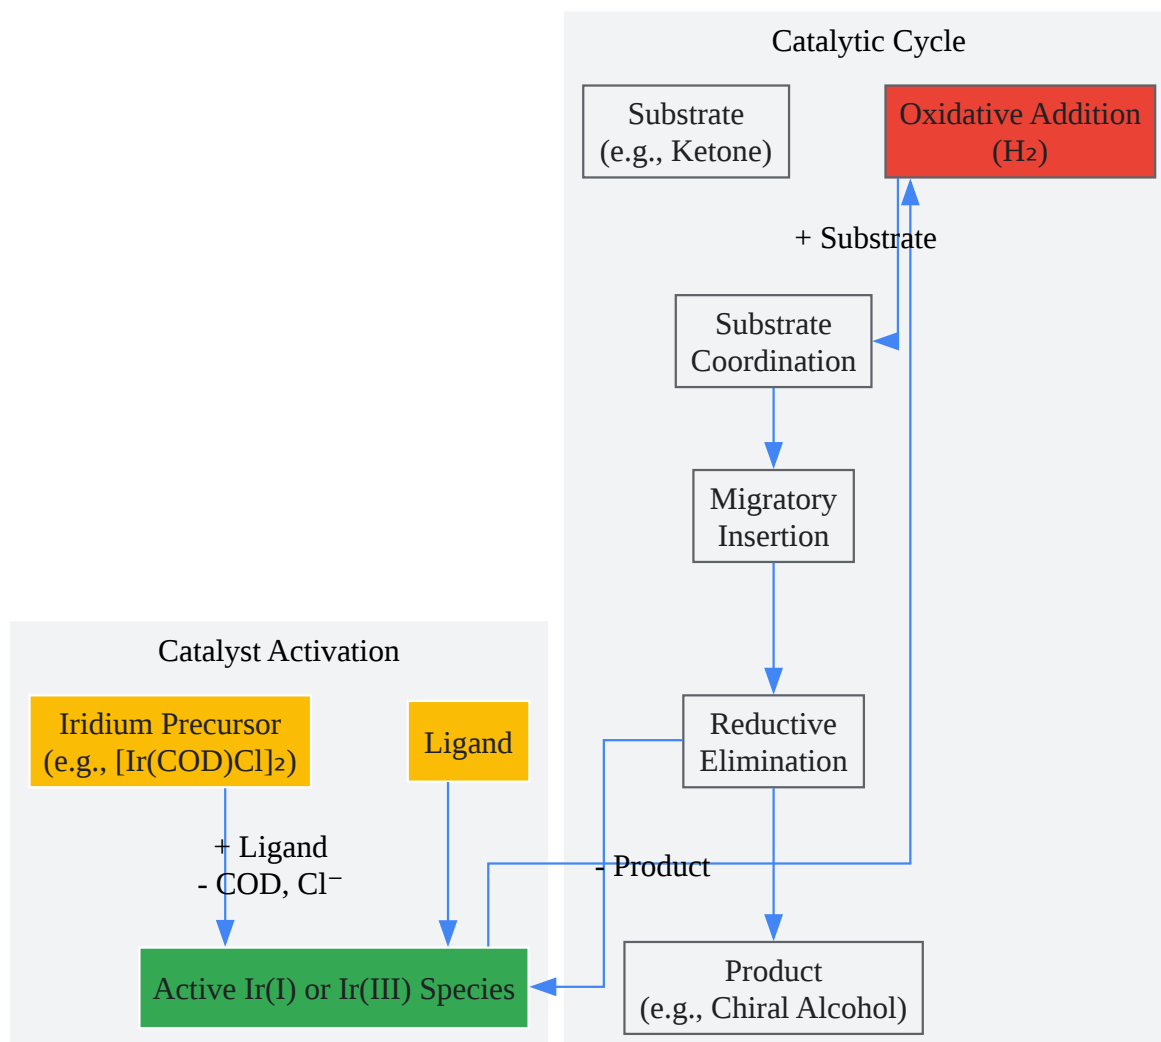 Catalytic Cycle
Substrate
(e.g., Ketone)
Oxidative Addition
(H₂)
+ Substrate
Substrate
Coordination
Migratory
Insertion
Catalyst Activation
Iridium Precursor
(e.g., [Ir(COD)Cl]₂)
Ligand
Reductive
Elimination
+ Ligand
- COD, Cl⁻
- Product
Active Ir(I) or Ir(III) Species
Product
(e.g., Chiral Alcohol)